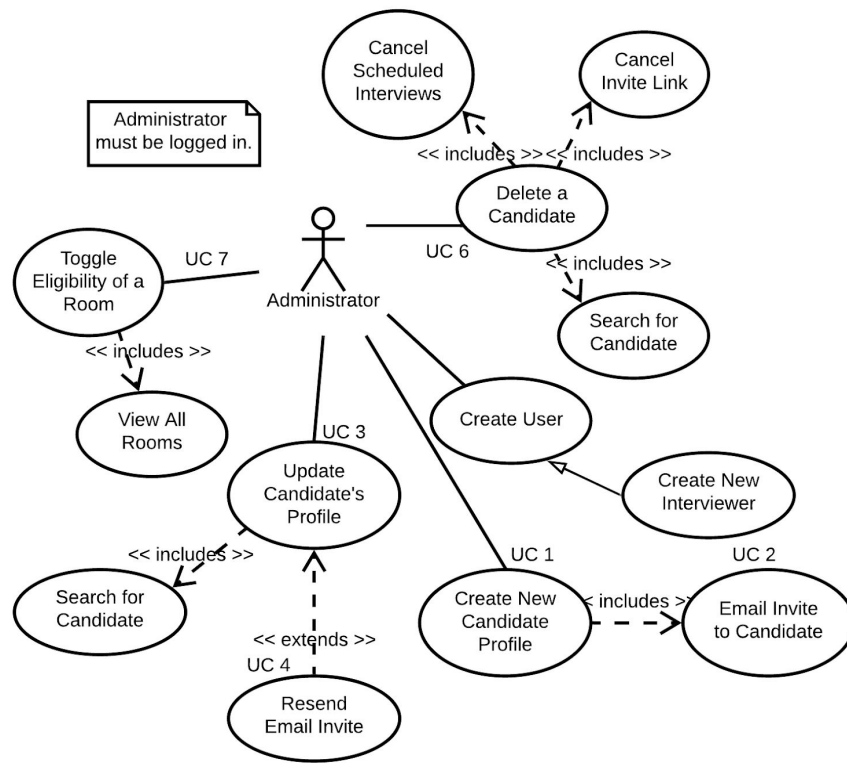 Cancel
Scheduled
Interviews
Cancel
Invite Link
Administrator
must be logged in.
<< includes >>
<< includes >>
Delete a
Candidate
UC 6
Toggle
Eligibility of a
Room
UC 7
Administrator
<< includes >>
Search for
Candidate
<< includes >>
View All
Rooms
Create User
UC 3
Update
Candidate's
Profile
Create New
Interviewer
<< includes >>
Search for
Candidate
UC 1
Create New
Candidate
Profile
< includes >>
UC 2
Email Invite
to Candidate
<< extends >>
UC 4
Resend
Email Invite